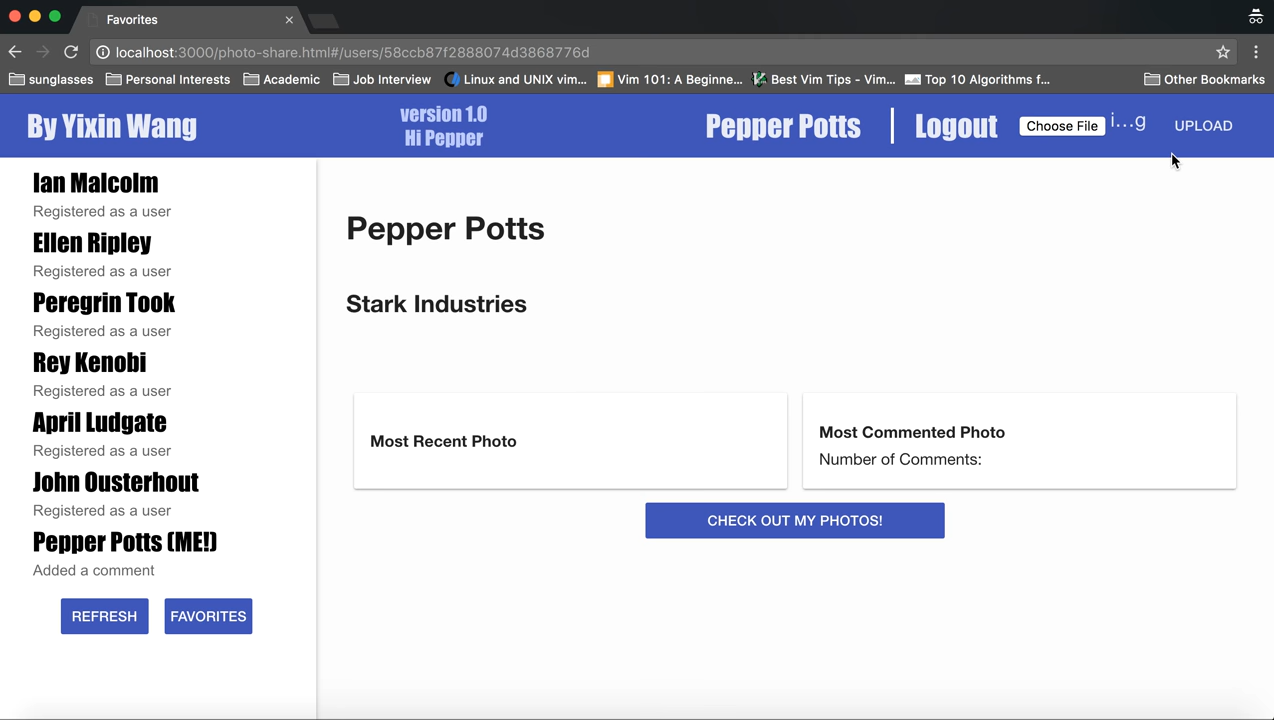 Favorites
localhost:3000/photo-share.html#/users/58ccb87f2888074d3868776d
sunglasses Personal Interests Academic Job Interview Linux and UNIX vim... Vim 101: A Beginne... Best Vim Tips - Vim... Top 10 Algorithms f... Other Bookmarks
By Yixin Wang
version 1.0
Hi Pepper
Pepper Potts Logout Choose File i...g UPLOAD
Ian Malcolm
Registered as a user
Ellen Ripley
Registered as a user
Peregrin Took
Registered as a user
Rey Kenobi
Registered as a user
April Ludgate
Registered as a user
John Ousterhout
Registered as a user
Pepper Potts (ME!)
Added a comment
REFRESH FAVORITES
Pepper Potts
Stark Industries
Most Recent Photo
Most Commented Photo
Number of Comments:
CHECK OUT MY PHOTOS!